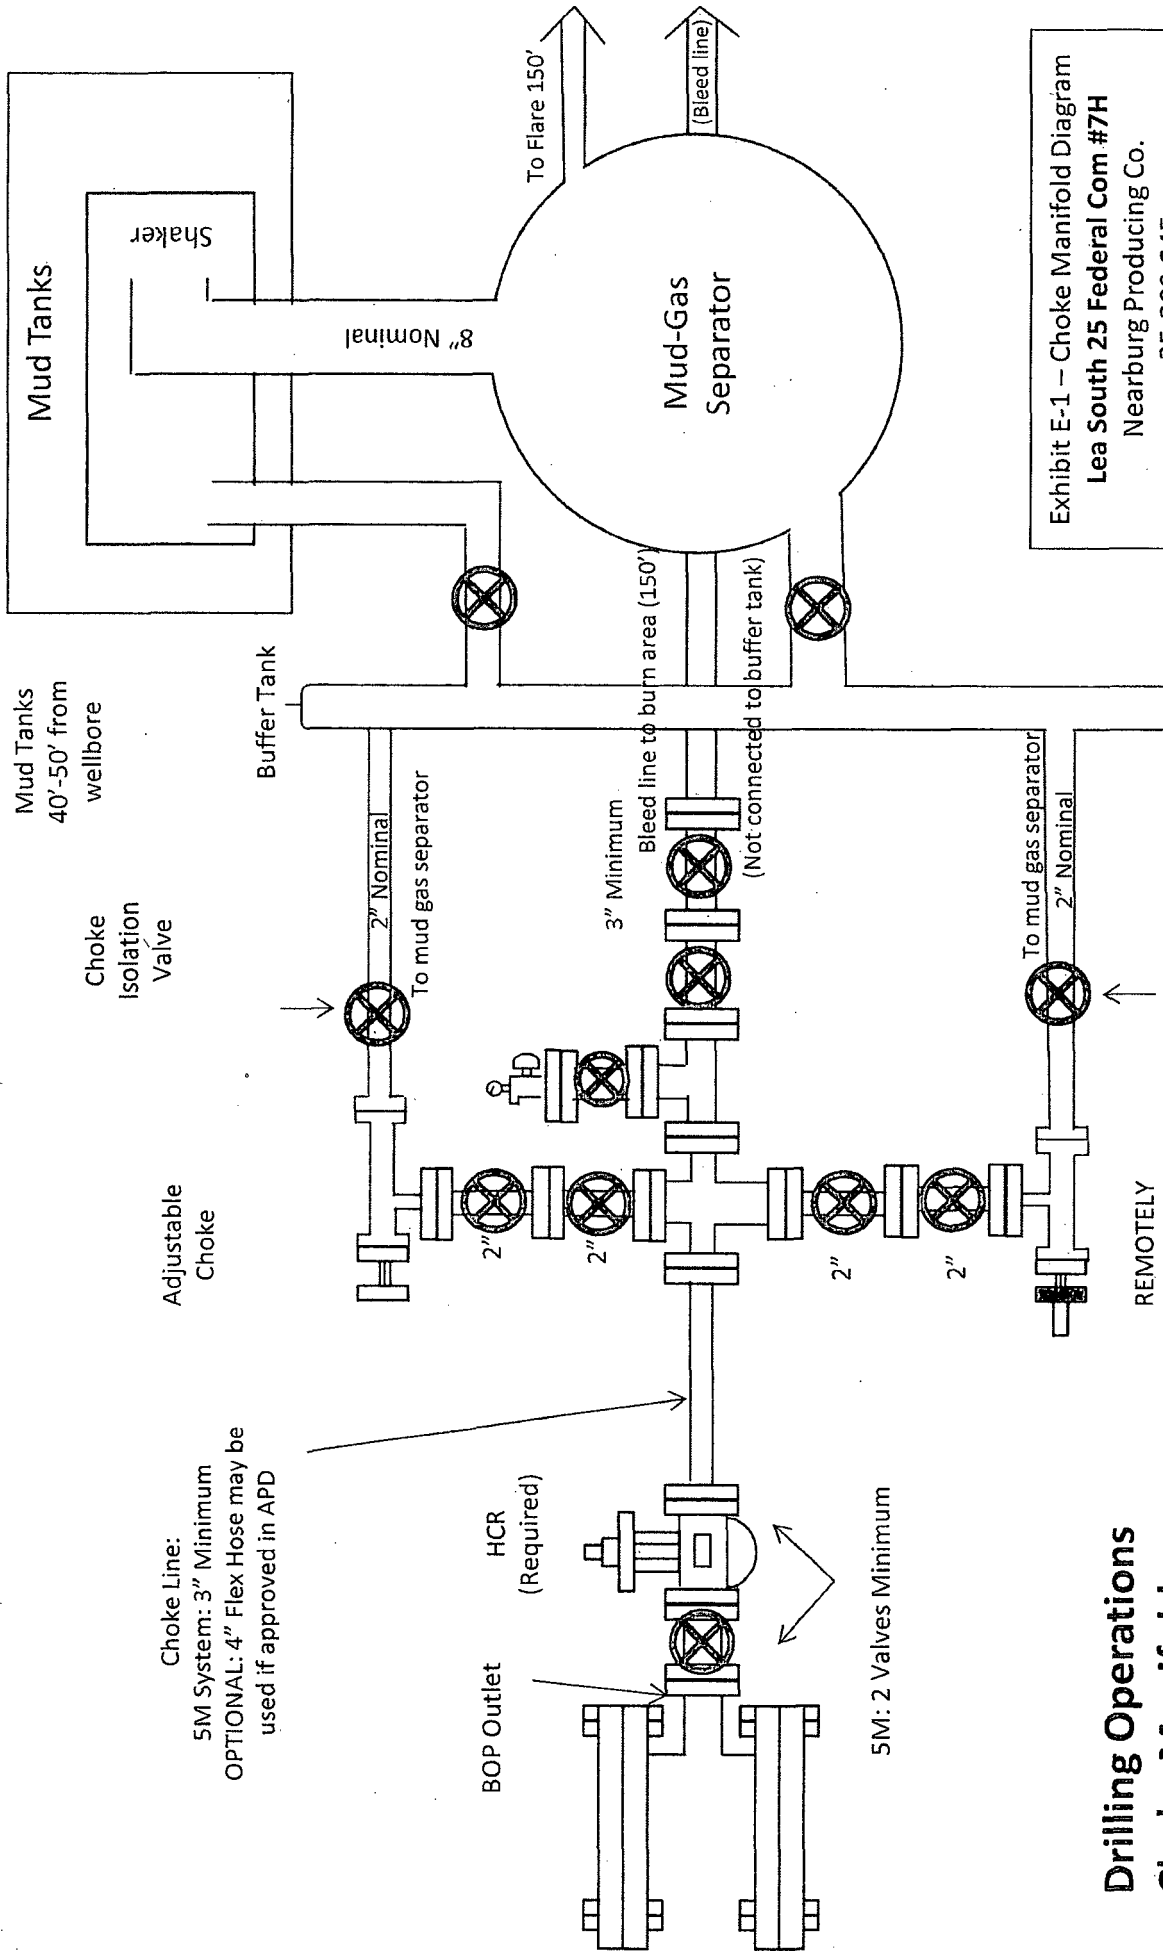 Mud Tanks
40'-50' from
wellbore
Mud Tanks
Shaker
8" Nominal
Buffer Tank
Choke
Isolation
Valve
Adjustable
Choke
Choke Line:
5M System: 3" Minimum
OPTIONAL: 4" Flex Hose may be
used if approved in APD
2" Nominal
To mud gas separator
To Flare 150'
(Bleed line)
Mud-Gas
Separator
HCR
(Required)
BOP Outlet
2"
2"
3" Minimum
Bleed line to burn area (150')
(Not connected to buffer tank)
2"
2"
5M: 2 Valves Minimum
To mud gas separator
2" Nominal
REMOTELY
Exhibit E-1 – Choke Manifold Diagram
Lea South 25 Federal Com #7H
Nearburg Producing Co.
Drilling Operations